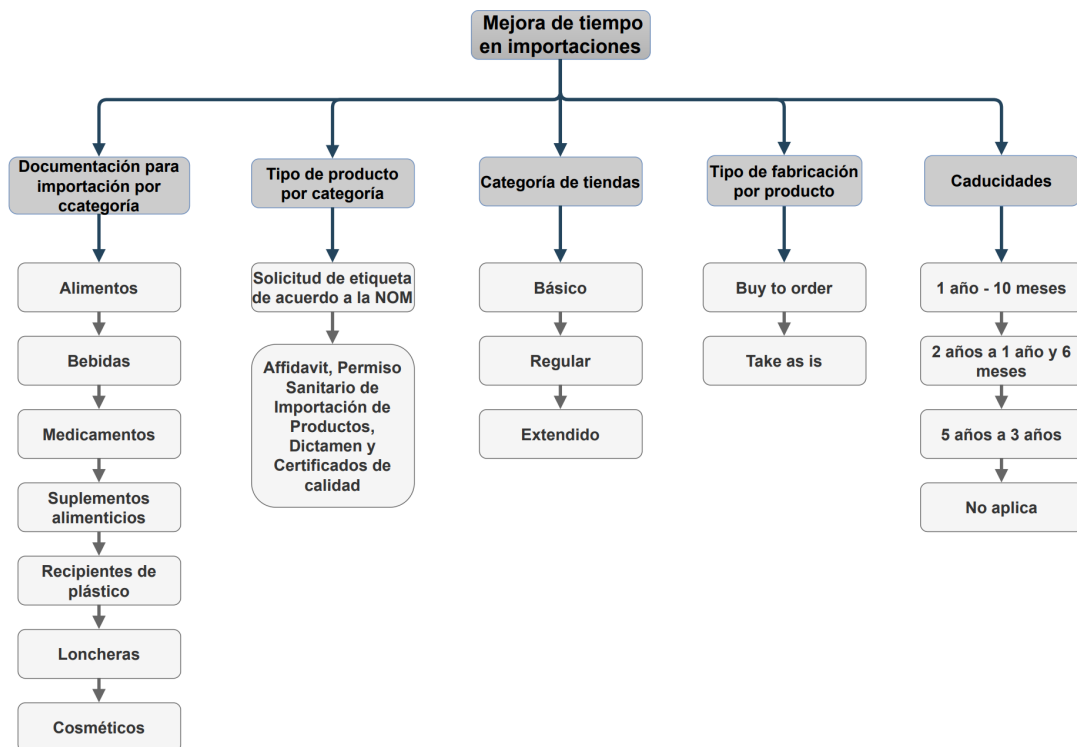 Mejora de tiempo
en importaciones
Documentación para
importación por
ccategoría
Alimentos
Bebidas
Medicamentos
Suplementos
alimenticios
Recipientes de
plástico
Loncheras
Cosméticos
Tipo de producto
por categoría
Solicitud de etiqueta
de acuerdo a la NOM
Affidavit, Permiso
Sanitario de
Importación de
Productos,
Dictamen y
Certificados de
calidad
Categoría de tiendas
Básico
Regular
Extendido
Tipo de fabricación
por producto
Buy to order
Take as is
Caducidades
1 año - 10 meses
2 años a 1 año y 6
meses
5 años a 3 años
No aplica